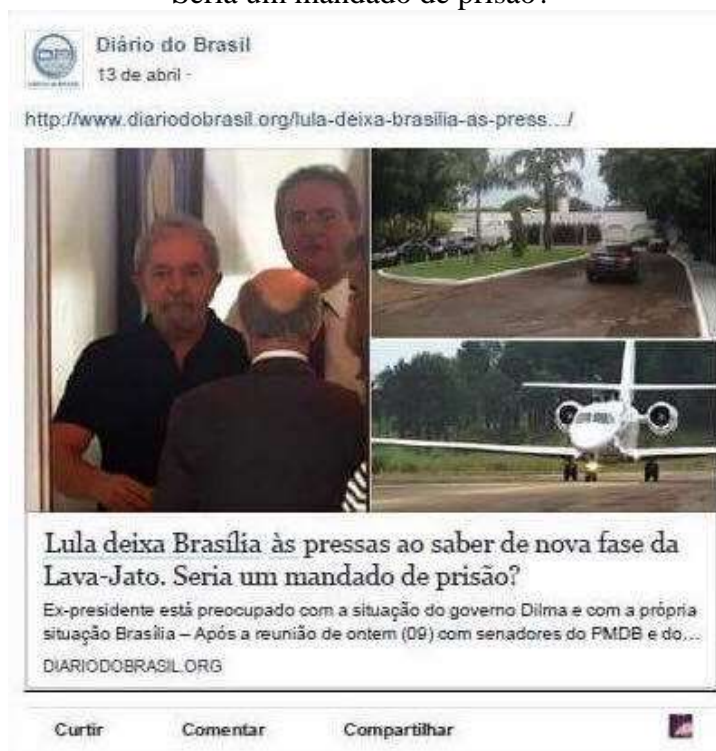 Seria um mandado de prisão?
Diário do Brasil
13 de abril ·
http://www.diariodobrasil.org/lula-deixa-brasilia-as-press.../
Lula deixa Brasília às pressas ao saber de nova fase da
Lava-Jato. Seria um mandado de prisão?
Ex-presidente está preocupado com a situação do governo Dilma e com a própria
situação Brasília – Após a reunião de ontem (09) com senadores do PMDB e do...
DIARIODOBRASIL.ORG
Curtir Comentar Compartilhar